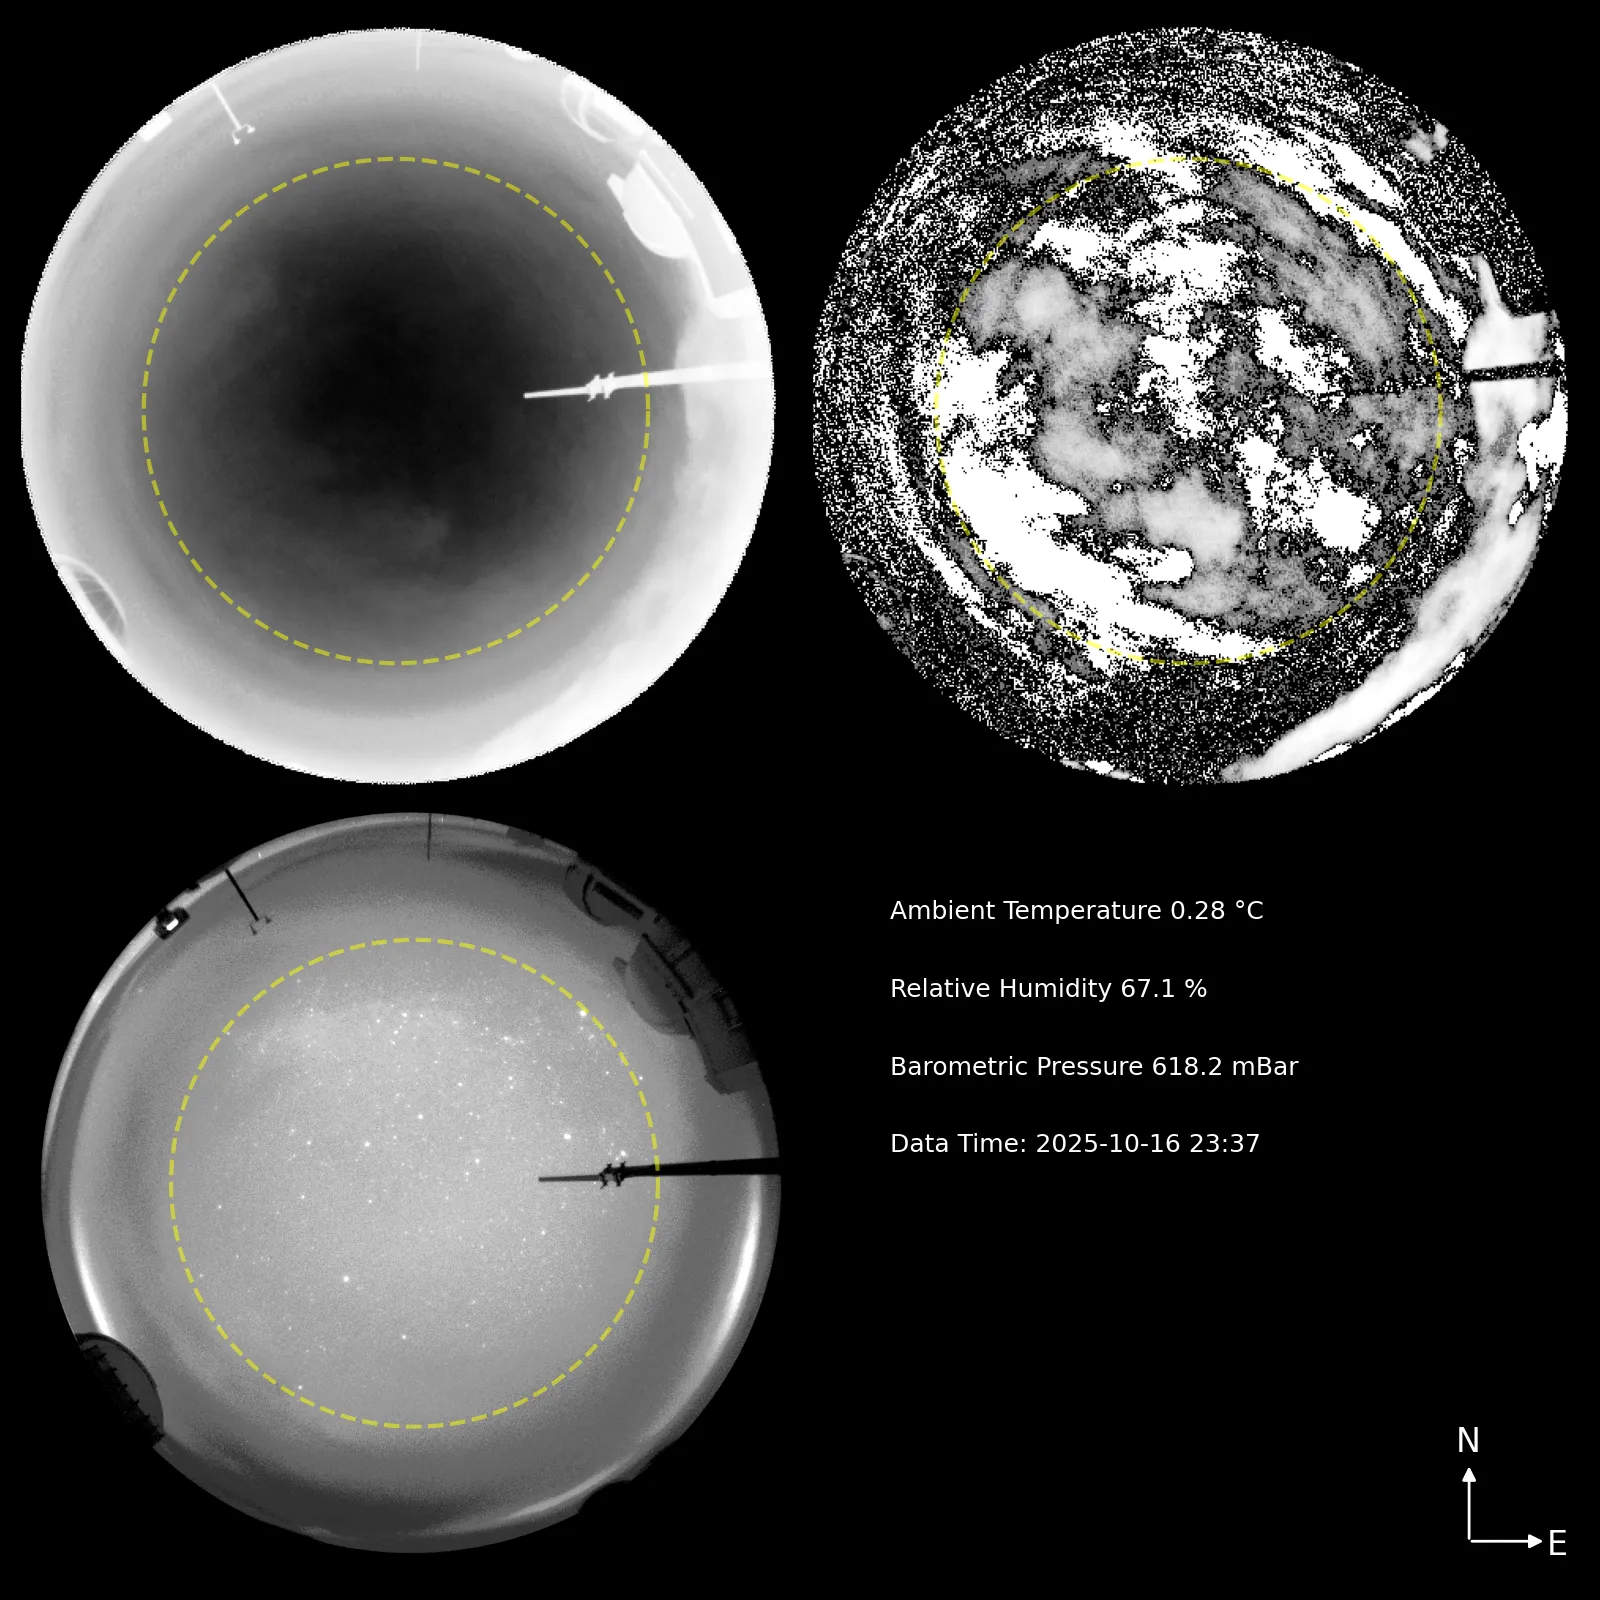 Ambient Temperature 0.28 °C
Relative Humidity 67.1 %
Barometric Pressure 618.2 mBar
Data Time: 2025-10-16 23:37
N
E